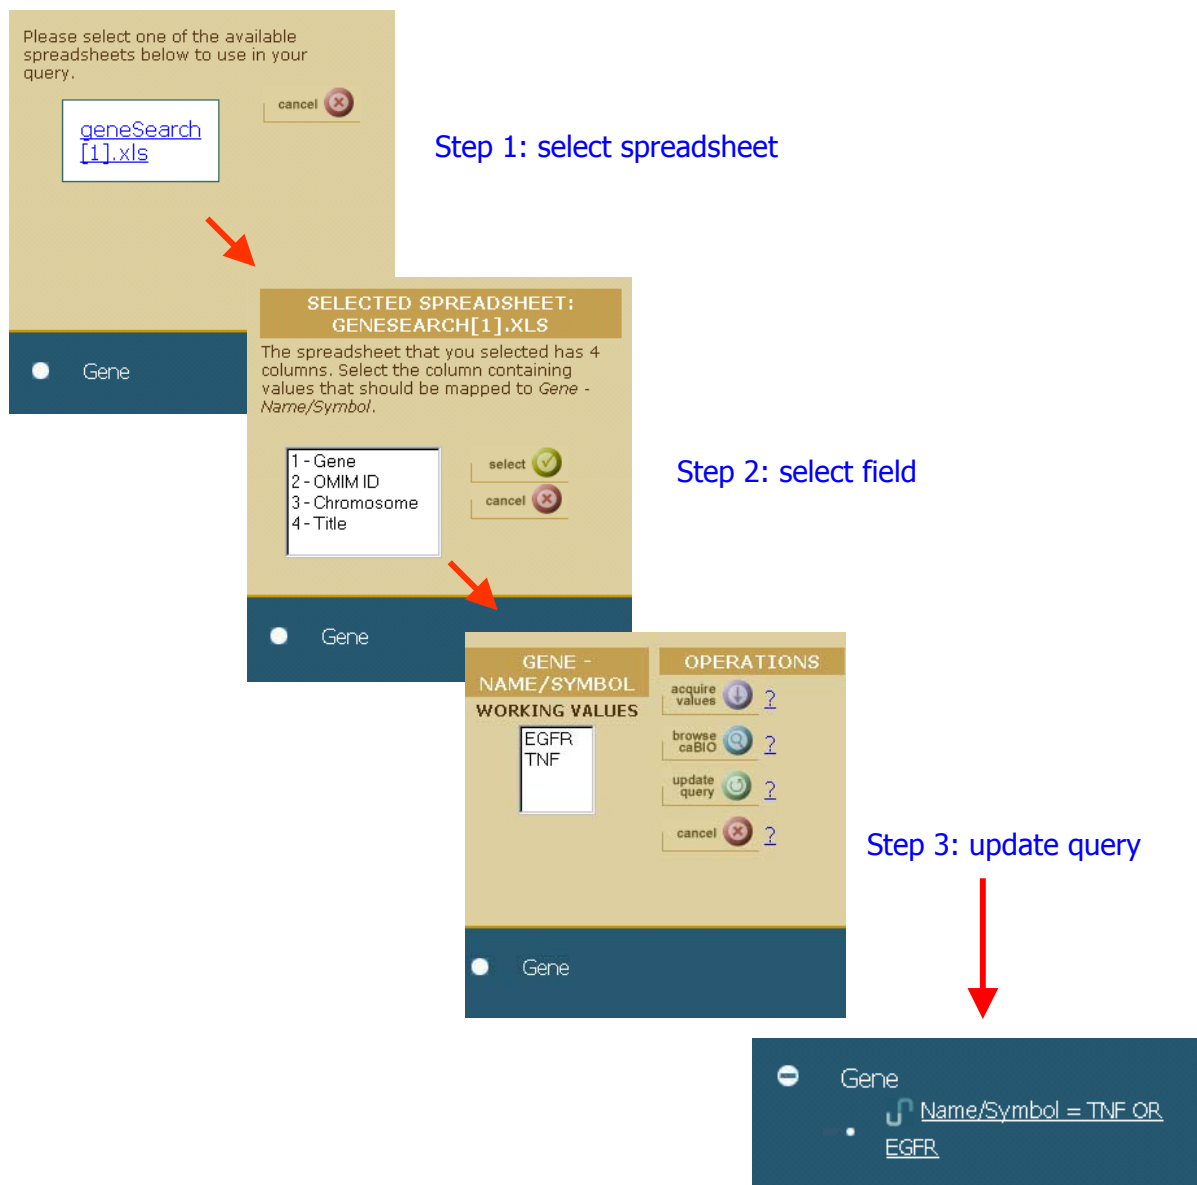 Please select one of the available
spreadsheets below to use in your
query.
cancel
geneSearch
[1].xls
Step 1: select spreadsheet
Gene
SELECTED SPREADSHEET:
GENESEARCH[1].XLS
The spreadsheet that you selected has 4
columns. Select the column containing
values that should be mapped to Gene -
Name/Symbol.
1 - Gene
2 - OMIM ID
3 - Chromosome
4 - Title
select
cancel
Step 2: select field
Gene
GENE -
NAME/SYMBOL
WORKING VALUES
EGFR
TNF
OPERATIONS
acquire
values ?
browse
caBIO ?
update
query ?
cancel ?
Step 3: update query
Gene
Gene
Name/Symbol = TNF OR
EGFR